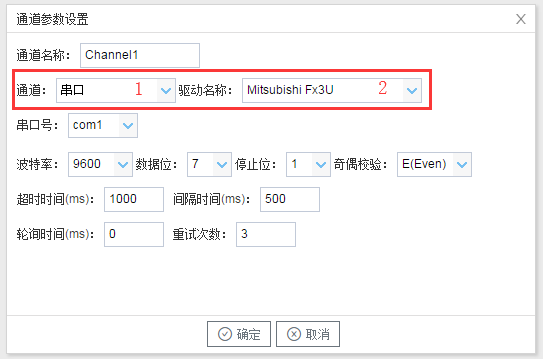 通道参数设置
通道名称： Channel1
通道： 串口 1 驱动名称： Mitsubishi Fx3U 2
串口号： com1
波特率： 9600 数据位： 7 停止位： 1 奇偶校验： E(Even)
超时时间(ms)： 1000 间隔时间(ms)： 500
轮询时间(ms)： 0 重试次数： 3
确定 取消